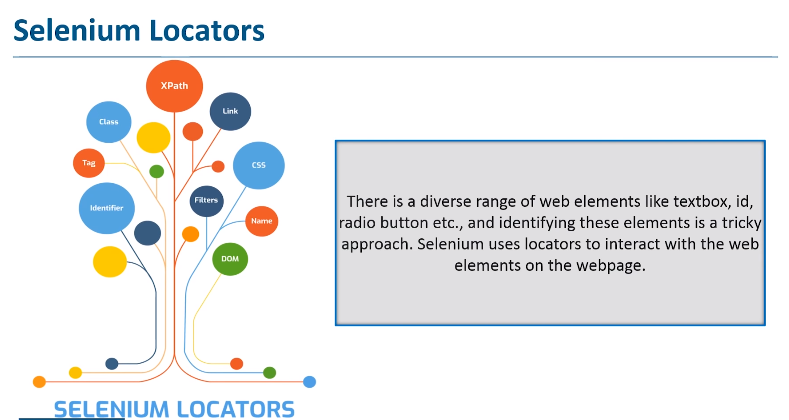 Selenium Locators
XPath
Link
Class
Tag
CSS
Identifier
Filters
Name
DOM
There is a diverse range of web elements like textbox, id,
radio button etc., and identifying these elements is a tricky
approach. Selenium uses locators to interact with the web
elements on the webpage.
SELENIUM LOCATORS